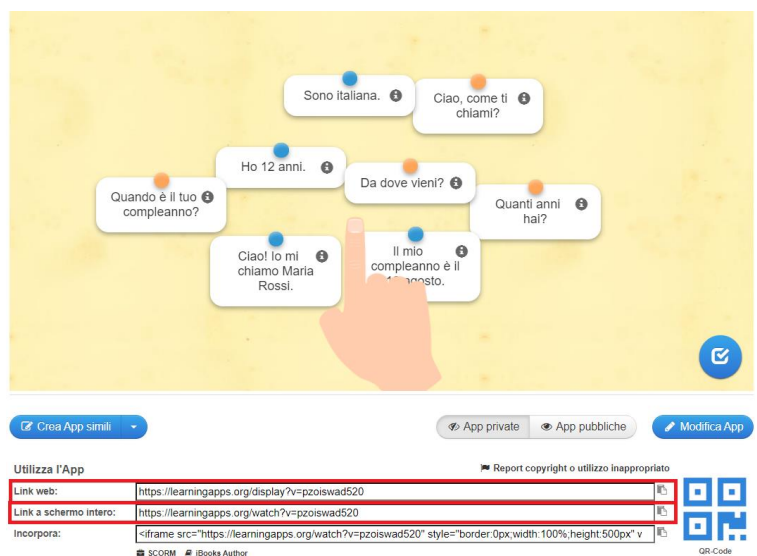 Sono italiana.
Ciao, come ti
chiami?
Ho 12 anni.
Da dove vieni?
Quando è il tuo
compleanno?
Quanti anni
hai?
Ciao! Io mi
chiamo Maria
Rossi.
Il mio
compleanno è il
agosto.
Crea App simili
App private
App pubbliche
Modifica App
Utilizza l'App
Report copyright o utilizzo inappropriato
Link web:
https://learningapps.org/display?v=pzoiswad520
Link a schermo intero:
https://learningapps.org/watch?v=pzoiswad520
Incorpora:
<iframe src="https://learningapps.org/watch?v=pzoiswad520" style="border:0px;width:100%;height:500px" v
SCORM
iBooks Author
QR-Code